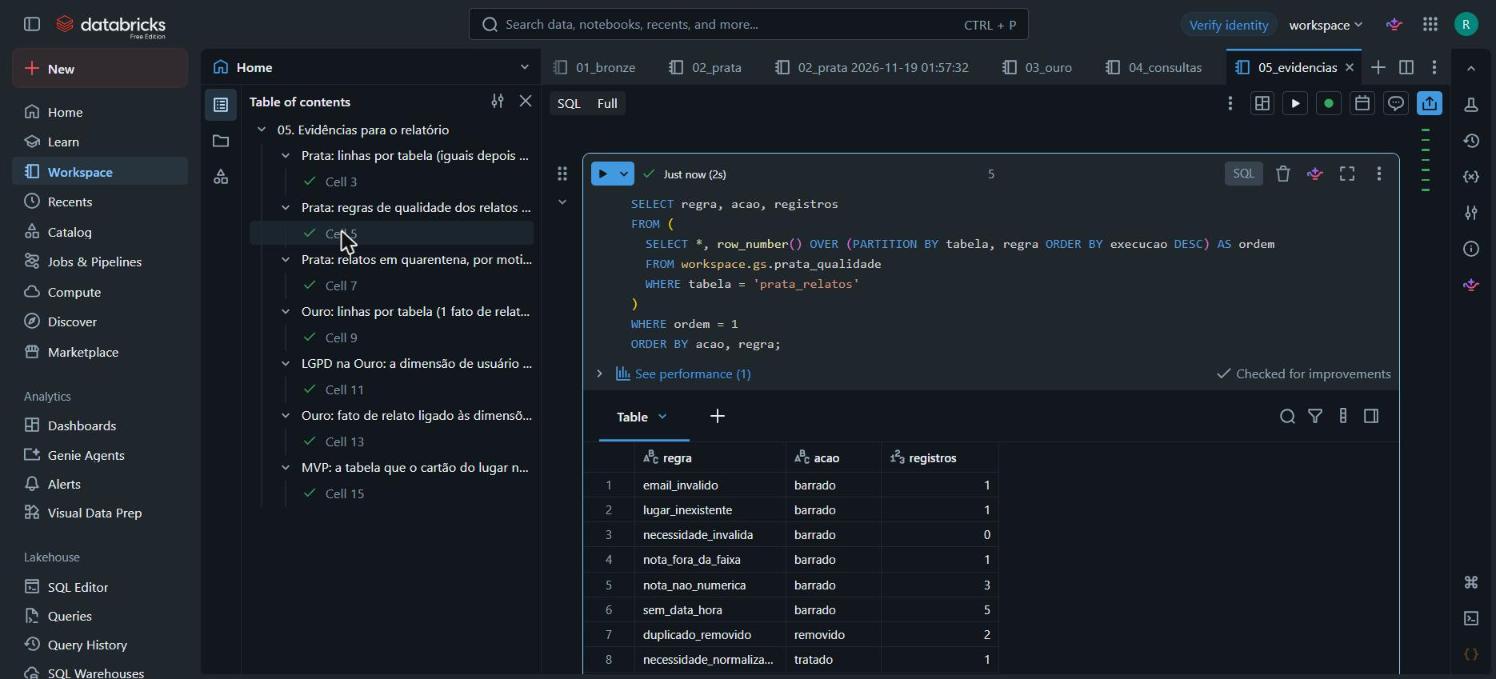 databricks
Free Edition
Search data, notebooks, recents, and more...
CTRL + P
Verify identity
workspace
R
New
Home
Learn
Workspace
Recents
Catalog
Jobs & Pipelines
Compute
Discover
Marketplace
Analytics
Dashboards
Genie Agents
Alerts
Visual Data Prep
Lakehouse
SQL Editor
Queries
Query History
SQL Warehouses
Home
Table of contents
05. Evidências para o relatório
Prata: linhas por tabela (iguais depois ...
Cell 3
Prata: regras de qualidade dos relatos ...
Cell 5
Prata: relatos em quarentena, por moti...
Cell 7
Ouro: linhas por tabela (1 fato de relat...
Cell 9
LGPD na Ouro: a dimensão de usuário ...
Cell 11
Ouro: fato de relato ligado às dimensõ...
Cell 13
MVP: a tabela que o cartão do lugar n...
Cell 15
01_bronze
02_prata
02_prata 2026-11-19 01:57:32
03_ouro
04_consultas
05_evidencias
SQL Full
Just now (2s)
5
SQL
SELECT regra, acao, registros
FROM (
SELECT *, row_number() OVER (PARTITION BY tabela, regra ORDER BY execucao DESC) AS ordem
FROM workspace.gs.prata_qualidade
WHERE tabela = 'prata_relatos'
)
WHERE ordem = 1
ORDER BY acao, regra;
See performance (1)
Checked for improvements
Table
regra acao registros
1 email_invalido barrado 1
2 lugar_inexistente barrado 1
3 necessidade_invalida barrado 0
4 nota_fora_da_faixa barrado 1
5 nota_nao_numerica barrado 3
6 sem_data_hora barrado 5
7 duplicado_removido removido 2
8 necessidade_normaliza... tratado 1